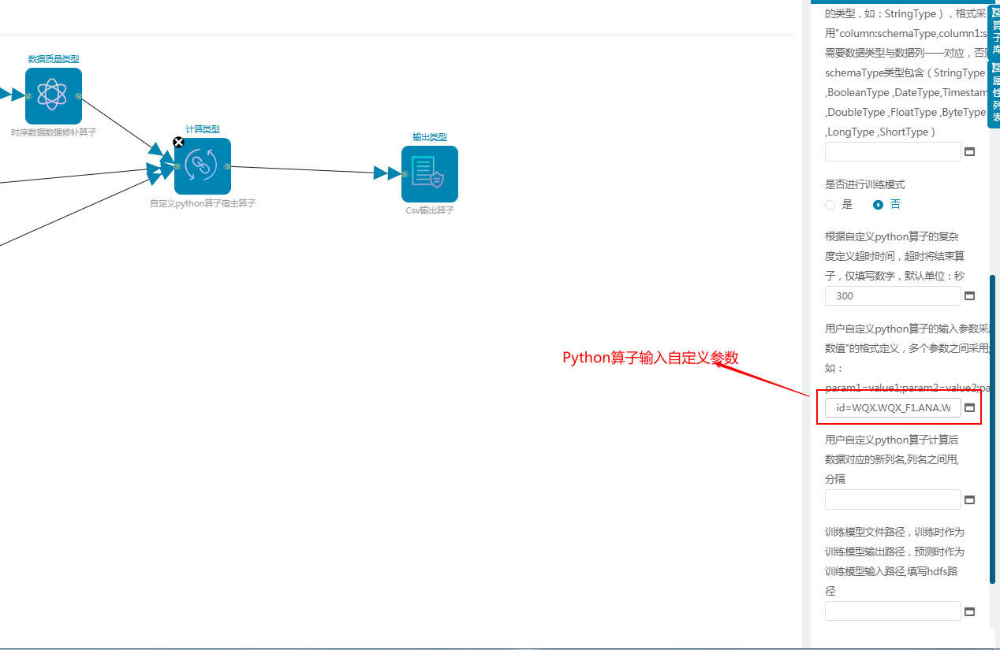 数据质量类型
时序数据数据修补算子
计算类型
自定义python算子宿主算子
输出类型
Csv输出算子
Python算子输入自定义参数
的类型，如：StringType），格式采
用"column:schemaType,column1:s
需要数据类型与数据列一一对应，否则
schemaType类型包含（StringType
,BooleanType ,DateType,Timestam
,DoubleType ,FloatType ,ByteType
,LongType ,ShortType )
是否进行训练模式
是
否
根据自定义python算子的复杂
度定义超时时间，超时将结束算
子，仅填写数字，默认单位：秒
300
用户自定义python算子的输入参数采
数值"的格式定义，多个参数之间采用
如：
param1=value1;param2=value2;pa
id=WQX.WQX_F1.ANA.W
用户自定义python算子计算后
数据对应的新列名,列名之间用,
分隔
训练模型文件路径，训练时作为
训练模型输出路径，预测时作为
训练模型输入路径,填写hdfs路
径
算子库
属性列表